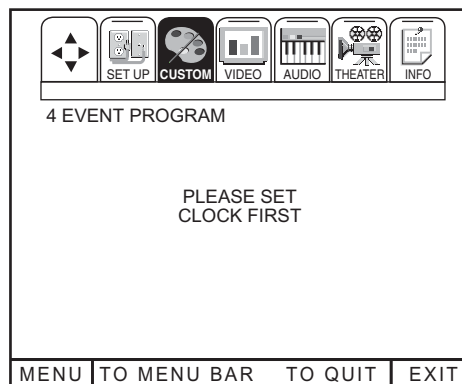 SET UP CUSTOM VIDEO AUDIO THEATER INFO
4 EVENT PROGRAM
PLEASE SET
CLOCK FIRST
MENU TO MENU BAR TO QUIT EXIT